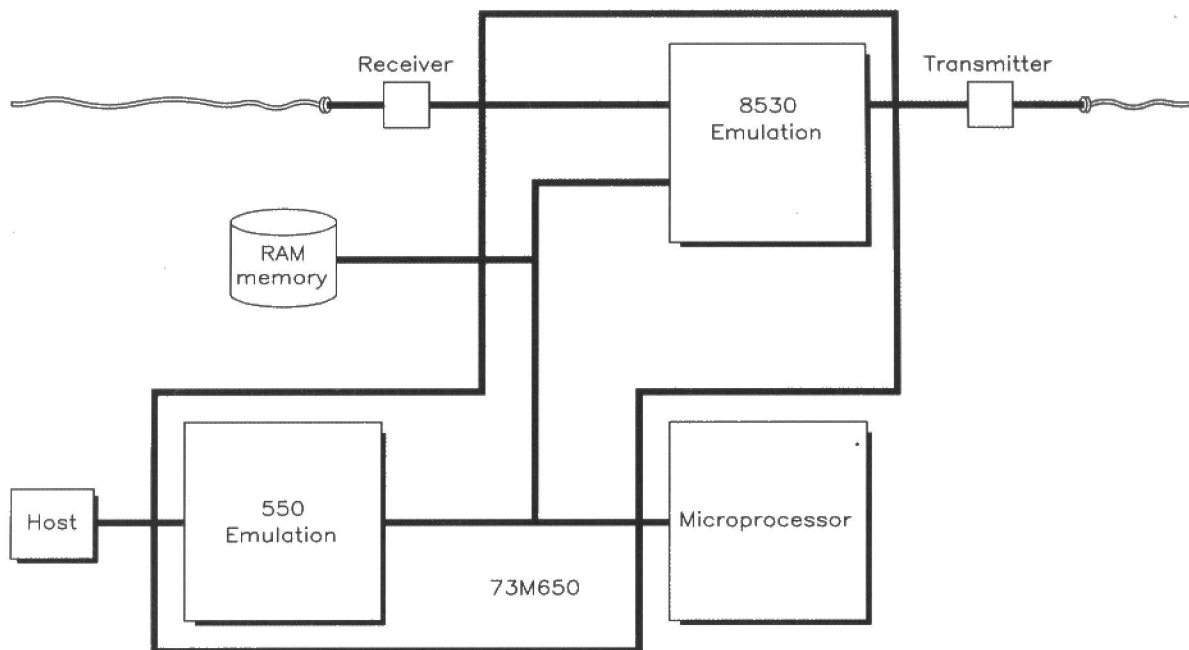 Receiver
Transmitter
8530
Emulation
RAM
memory
550
Emulation
Host
Microprocessor
73M650